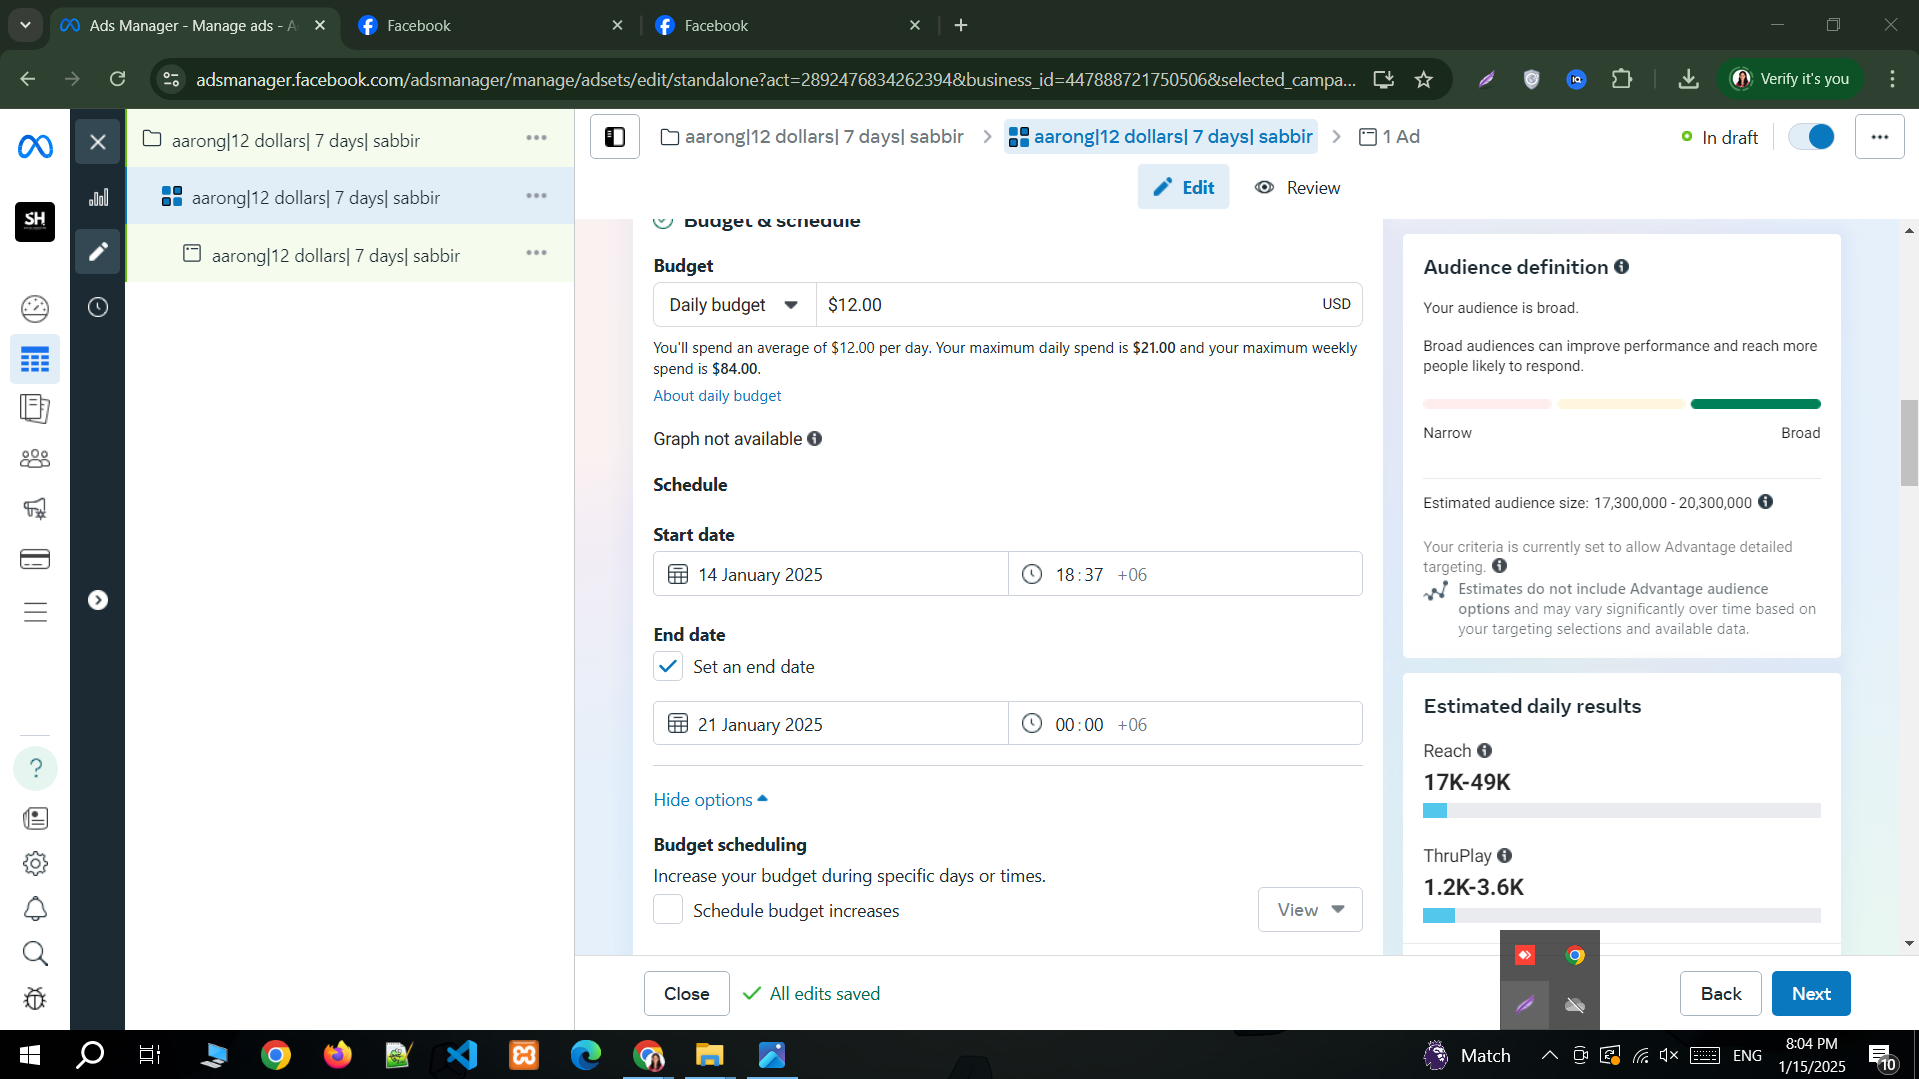 Ads Manager - Manage ads - A
Facebook
Facebook
adsmanager.facebook.com/adsmanager/manage/adsets/edit/standalone?act=2892476834262394&business_id=447888721750506&selected_campa...
Verify it's you
SH
aarong|12 dollars| 7 days| sabbir
aarong|12 dollars| 7 days| sabbir
aarong|12 dollars| 7 days| sabbir
aarong|12 dollars| 7 days| sabbir
aarong|12 dollars| 7 days| sabbir
1 Ad
In draft
Edit
Review
Budget & schedule
Budget
Daily budget
$12.00
USD
You'll spend an average of $12.00 per day. Your maximum daily spend is $21.00 and your maximum weekly
spend is $84.00.
About daily budget
Graph not available
Schedule
Start date
14 January 2025
18:37 +06
End date
Set an end date
21 January 2025
00:00 +06
Hide options
Budget scheduling
Increase your budget during specific days or times.
Schedule budget increases
View
Audience definition
Your audience is broad.
Broad audiences can improve performance and reach more
people likely to respond.
Narrow
Broad
Estimated audience size: 17,300,000 - 20,300,000
Your criteria is currently set to allow Advantage detailed
targeting.
Estimates do not include Advantage audience
options and may vary significantly over time based on
your targeting selections and available data.
Estimated daily results
Reach
17K-49K
ThruPlay
1.2K-3.6K
Close
All edits saved
Back
Next
Match
ENG
8:04 PM
1/15/2025
10